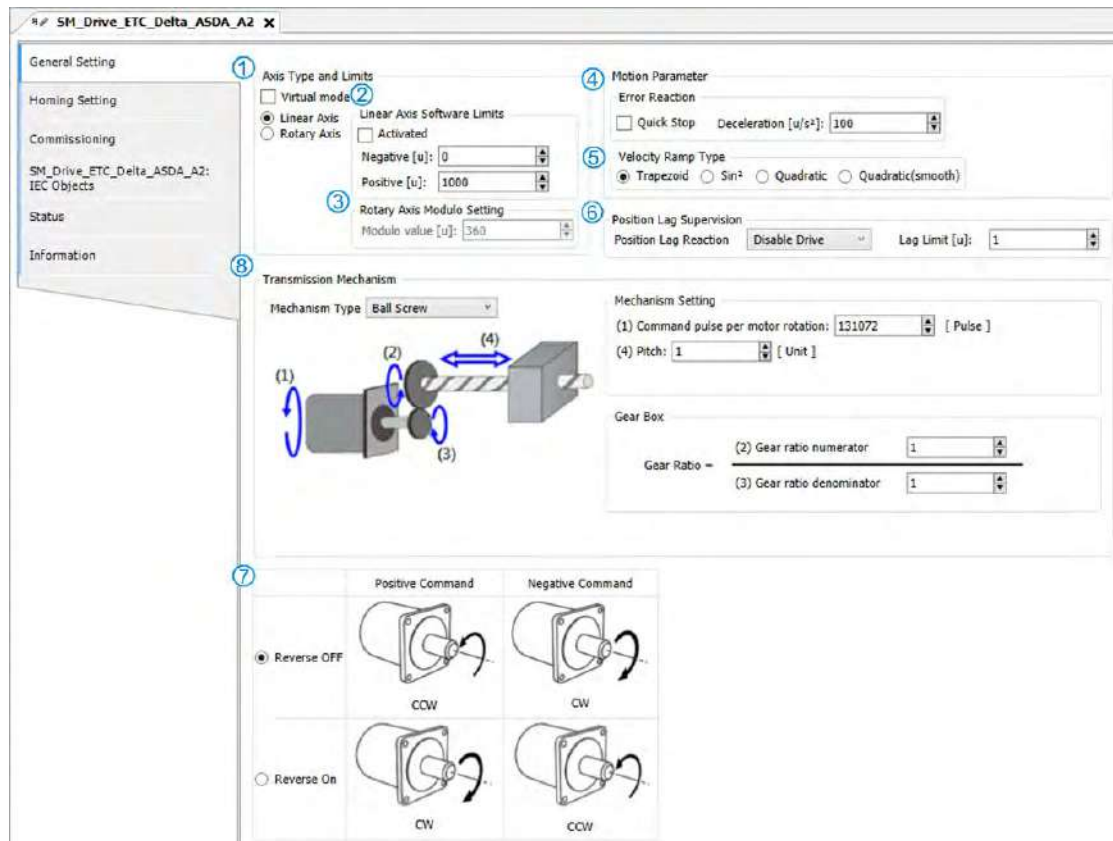 SM_Drive_ETC_Delta_ASDA_A2 X
General Setting
Homing Setting
Commissioning
SM_Drive_ETC_Delta_ASDA_A2:
IEC Objects
Status
Information
①
Axis Type and Limits
Virtual mode
②
Linear Axis
Rotary Axis
Linear Axis Software Limits
Activated
Negative [u]: 0
Positive [u]: 1000
③
Rotary Axis Modulo Setting
Modulo value [u]: 360
④
Motion Parameter
Error Reaction
Quick Stop Deceleration [u/s²]: 100
⑤
Velocity Ramp Type
Trapezoid Sin² Quadratic Quadratic(smooth)
⑥
Position Lag Supervision
Position Lag Reaction Disable Drive Lag Limit [u]: 1
⑧
Transmission Mechanism
Mechanism Type Ball Screw
(1)
(2)
(4)
(3)
Mechanism Setting
(1) Command pulse per motor rotation: 131072 [ Pulse ]
(4) Pitch: 1 [ Unit ]
Gear Box
Gear Ratio =
(2) Gear ratio numerator 1
(3) Gear ratio denominator 1
⑦
Positive Command Negative Command
Reverse OFF
CCW CW
Reverse On
CW CCW